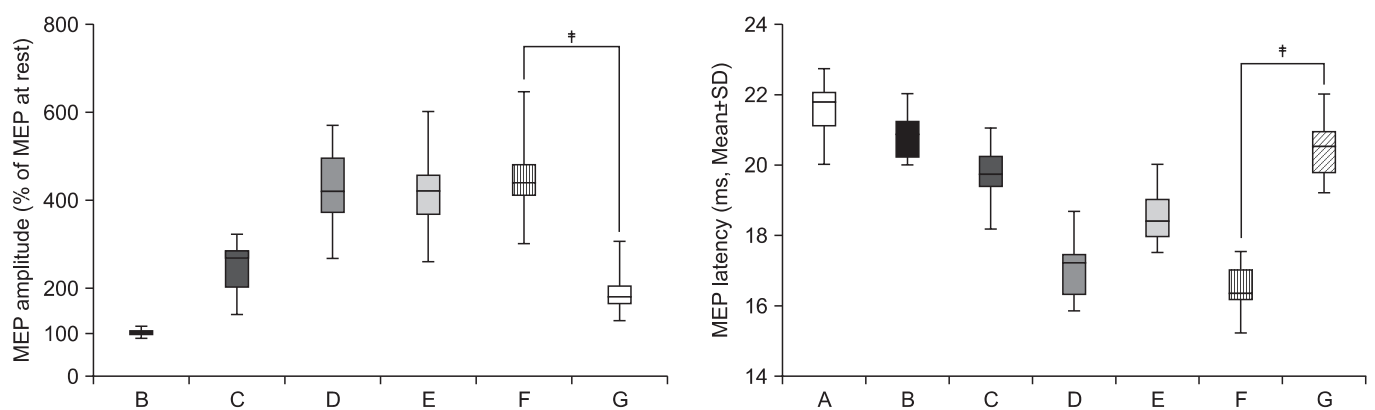 MEP amplitude (% of MEP at rest)
800
600
400
200
100
0
ǂ
B C D E F G
MEP latency (ms, Mean±SD)
24
22
20
18
16
14
ǂ
A B C D E F G